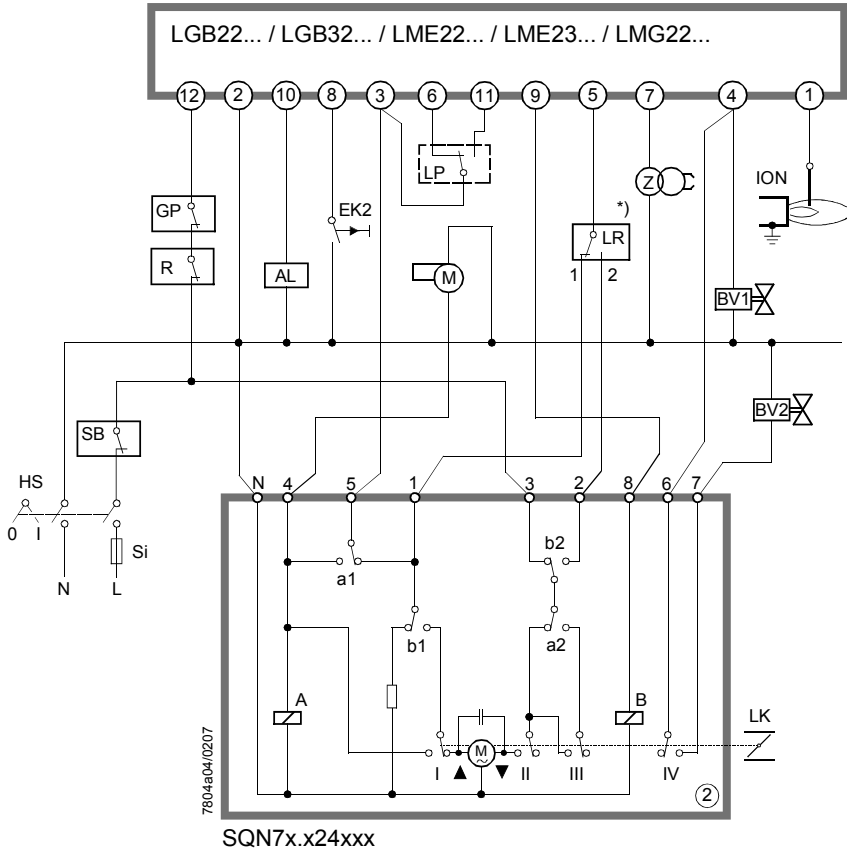 LGB22... / LGB32... / LME22... / LME23... / LMG22...
12 2 10 8 3 6 11 9 5 7 4 1
LP
Z
ION
GP
EK2
*)
LR
R
AL
M
1 2
BV1
BV2
SB
HS
0 I
Si
N L
N 4 5 1 3 2 8 6 7
b2
a1
b1
a2
A
B
LK
M
~
I II III IV
2
7804a04/0207
SQN7x.x24xxx